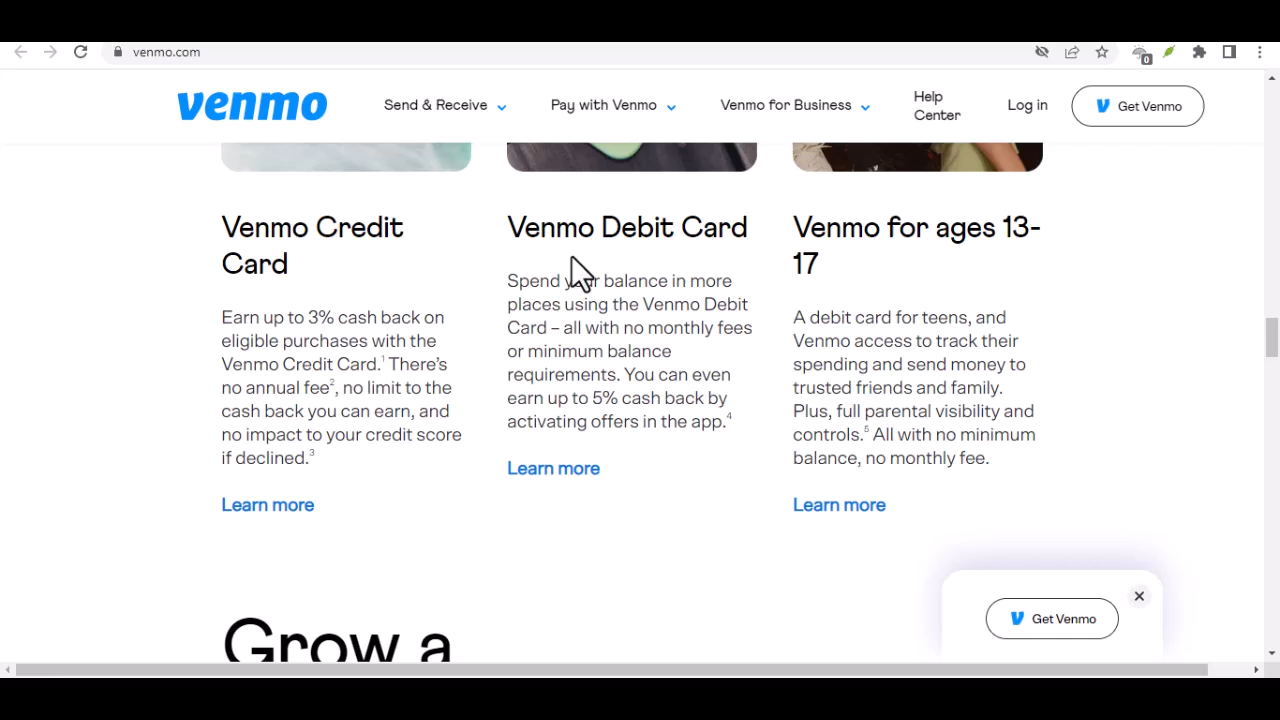 venmo.com
0
venmo
Send & Receive
Pay with Venmo
Venmo for Business
Help
Center
Log in
Get Venmo
Venmo Credit
Card
Earn up to 3% cash back on
eligible purchases with the
Venmo Credit Card.¹ There's
no annual fee², no limit to the
cash back you can earn, and
no impact to your credit score
if declined.³
Learn more
Venmo Debit Card
Spend your balance in more
places using the Venmo Debit
Card – all with no monthly fees
or minimum balance
requirements. You can even
earn up to 5% cash back by
activating offers in the app.⁴
Learn more
Venmo for ages 13-
17
A debit card for teens, and
Venmo access to track their
spending and send money to
trusted friends and family.
Plus, full parental visibility and
controls.⁵ All with no minimum
balance, no monthly fee.
Learn more
Get Venmo
Grow a